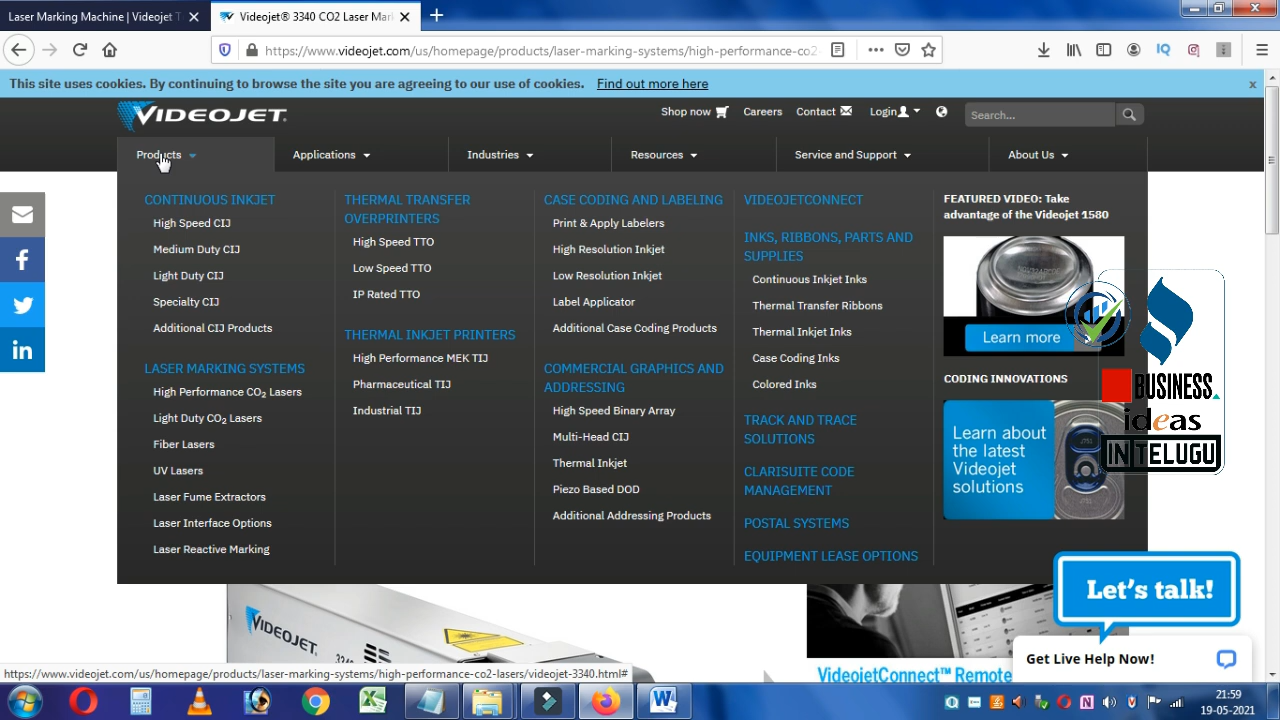 Laser Marking Machine | Videojet T
Videojet® 3340 CO2 Laser Mar
https://www.videojet.com/us/homepage/products/laser-marking-systems/high-performance-co2-
This site uses cookies. By continuing to browse the site you are agreeing to our use of cookies. Find out more here
x
VIDEOJET.
Shop now
Careers
Contact
Login
Search...
Products
Applications
Industries
Resources
Service and Support
About Us
CONTINUOUS INKJET
High Speed CIJ
Medium Duty CIJ
Light Duty CIJ
Specialty CIJ
Additional CIJ Products
LASER MARKING SYSTEMS
High Performance CO₂ Lasers
Light Duty CO₂ Lasers
Fiber Lasers
UV Lasers
Laser Fume Extractors
Laser Interface Options
Laser Reactive Marking
THERMAL TRANSFER
OVERPRINTERS
High Speed TTO
Low Speed TTO
IP Rated TTO
THERMAL INKJET PRINTERS
High Performance MEK TIJ
Pharmaceutical TIJ
Industrial TIJ
CASE CODING AND LABELING
Print & Apply Labelers
High Resolution Inkjet
Low Resolution Inkjet
Label Applicator
Additional Case Coding Products
COMMERCIAL GRAPHICS AND
ADDRESSING
High Speed Binary Array
Multi-Head CIJ
Thermal Inkjet
Piezo Based DOD
Additional Addressing Products
VIDEOJETCONNECT
INKS, RIBBONS, PARTS AND
SUPPLIES
Continuous Inkjet Inks
Thermal Transfer Ribbons
Thermal Inkjet Inks
Case Coding Inks
Colored Inks
TRACK AND TRACE
SOLUTIONS
CLARISUITE CODE
MANAGEMENT
POSTAL SYSTEMS
EQUIPMENT LEASE OPTIONS
FEATURED VIDEO: Take
advantage of the Videojet 1580
Learn more
CODING INNOVATIONS
Learn about
the latest
Videojet
solutions
BUSINESS.
ideas
IN TELUGU
Let's talk!
Get Live Help Now!
VIDEOJET.
3340
VideojetConnect™ Remote
https://www.videojet.com/us/homepage/products/laser-marking-systems/high-performance-co2-lasers/videojet-3340.html#
21:59
19-05-2021